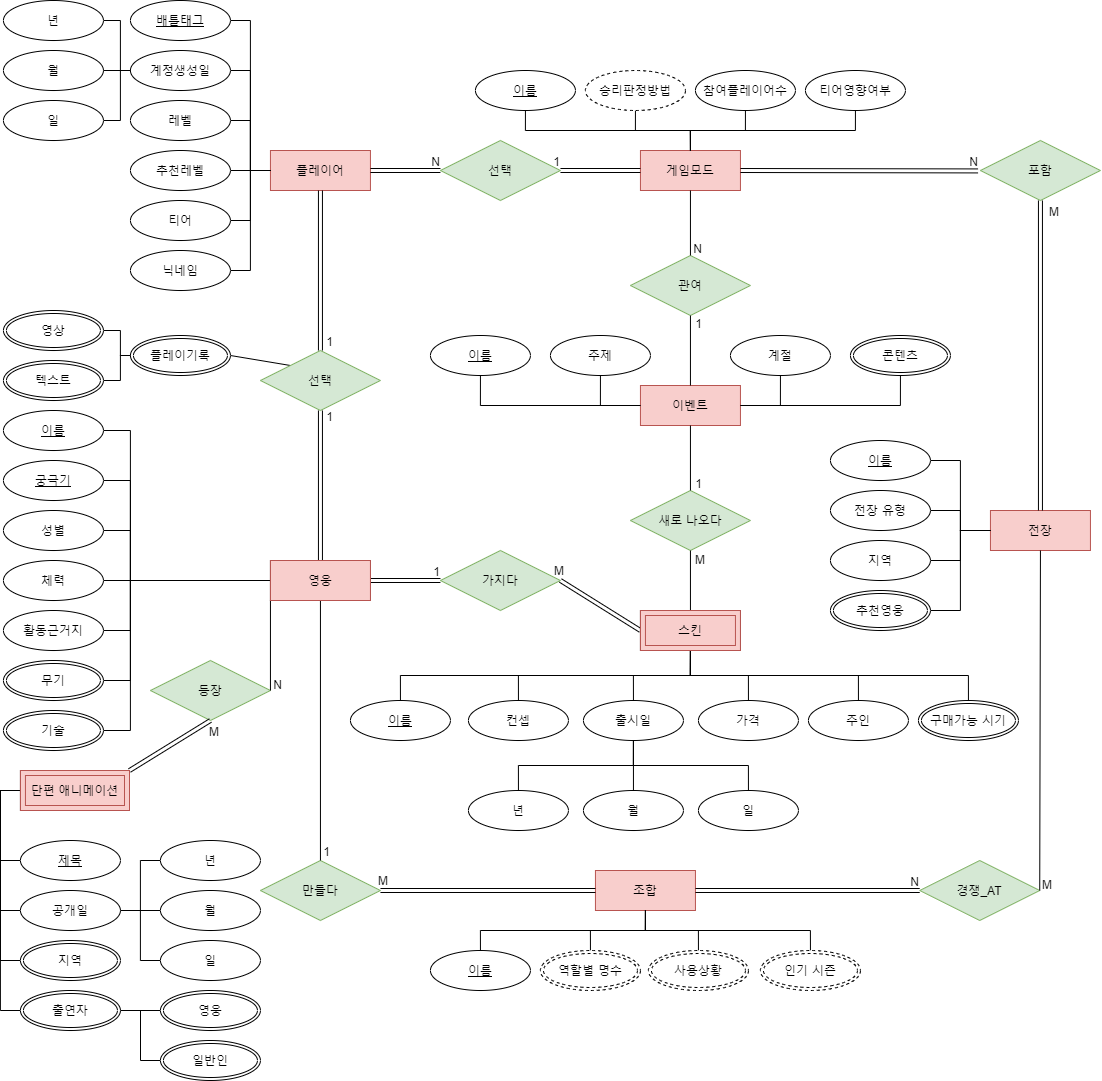 년
배틀태그
월
계정생성일
이름
승리판정방법
참여플레이어수
티어영향여부
일
레벨
추천레벨
플레이어
N
선택
1
게임모드
N
포함
M
티어
닉네임
N
관여
1
영상
플레이기록
텍스트
1
선택
1
이름
주제
계절
콘텐츠
이벤트
이름
궁극기
성별
체력
활동근거지
무기
기술
1
새로 나오다
M
이름
전장 유형
지역
추천영웅
전장
영웅
1
가지다
M
스킨
등장
N
M
이름
컨셉
출시일
가격
주인
구매가능 시기
년
월
일
단편 애니메이션
제목
공개일
년
월
일
지역
출연자
영웅
일반인
1
만들다
M
조합
N
경쟁_AT
M
이름
역할별 명수
사용상황
인기 시즌